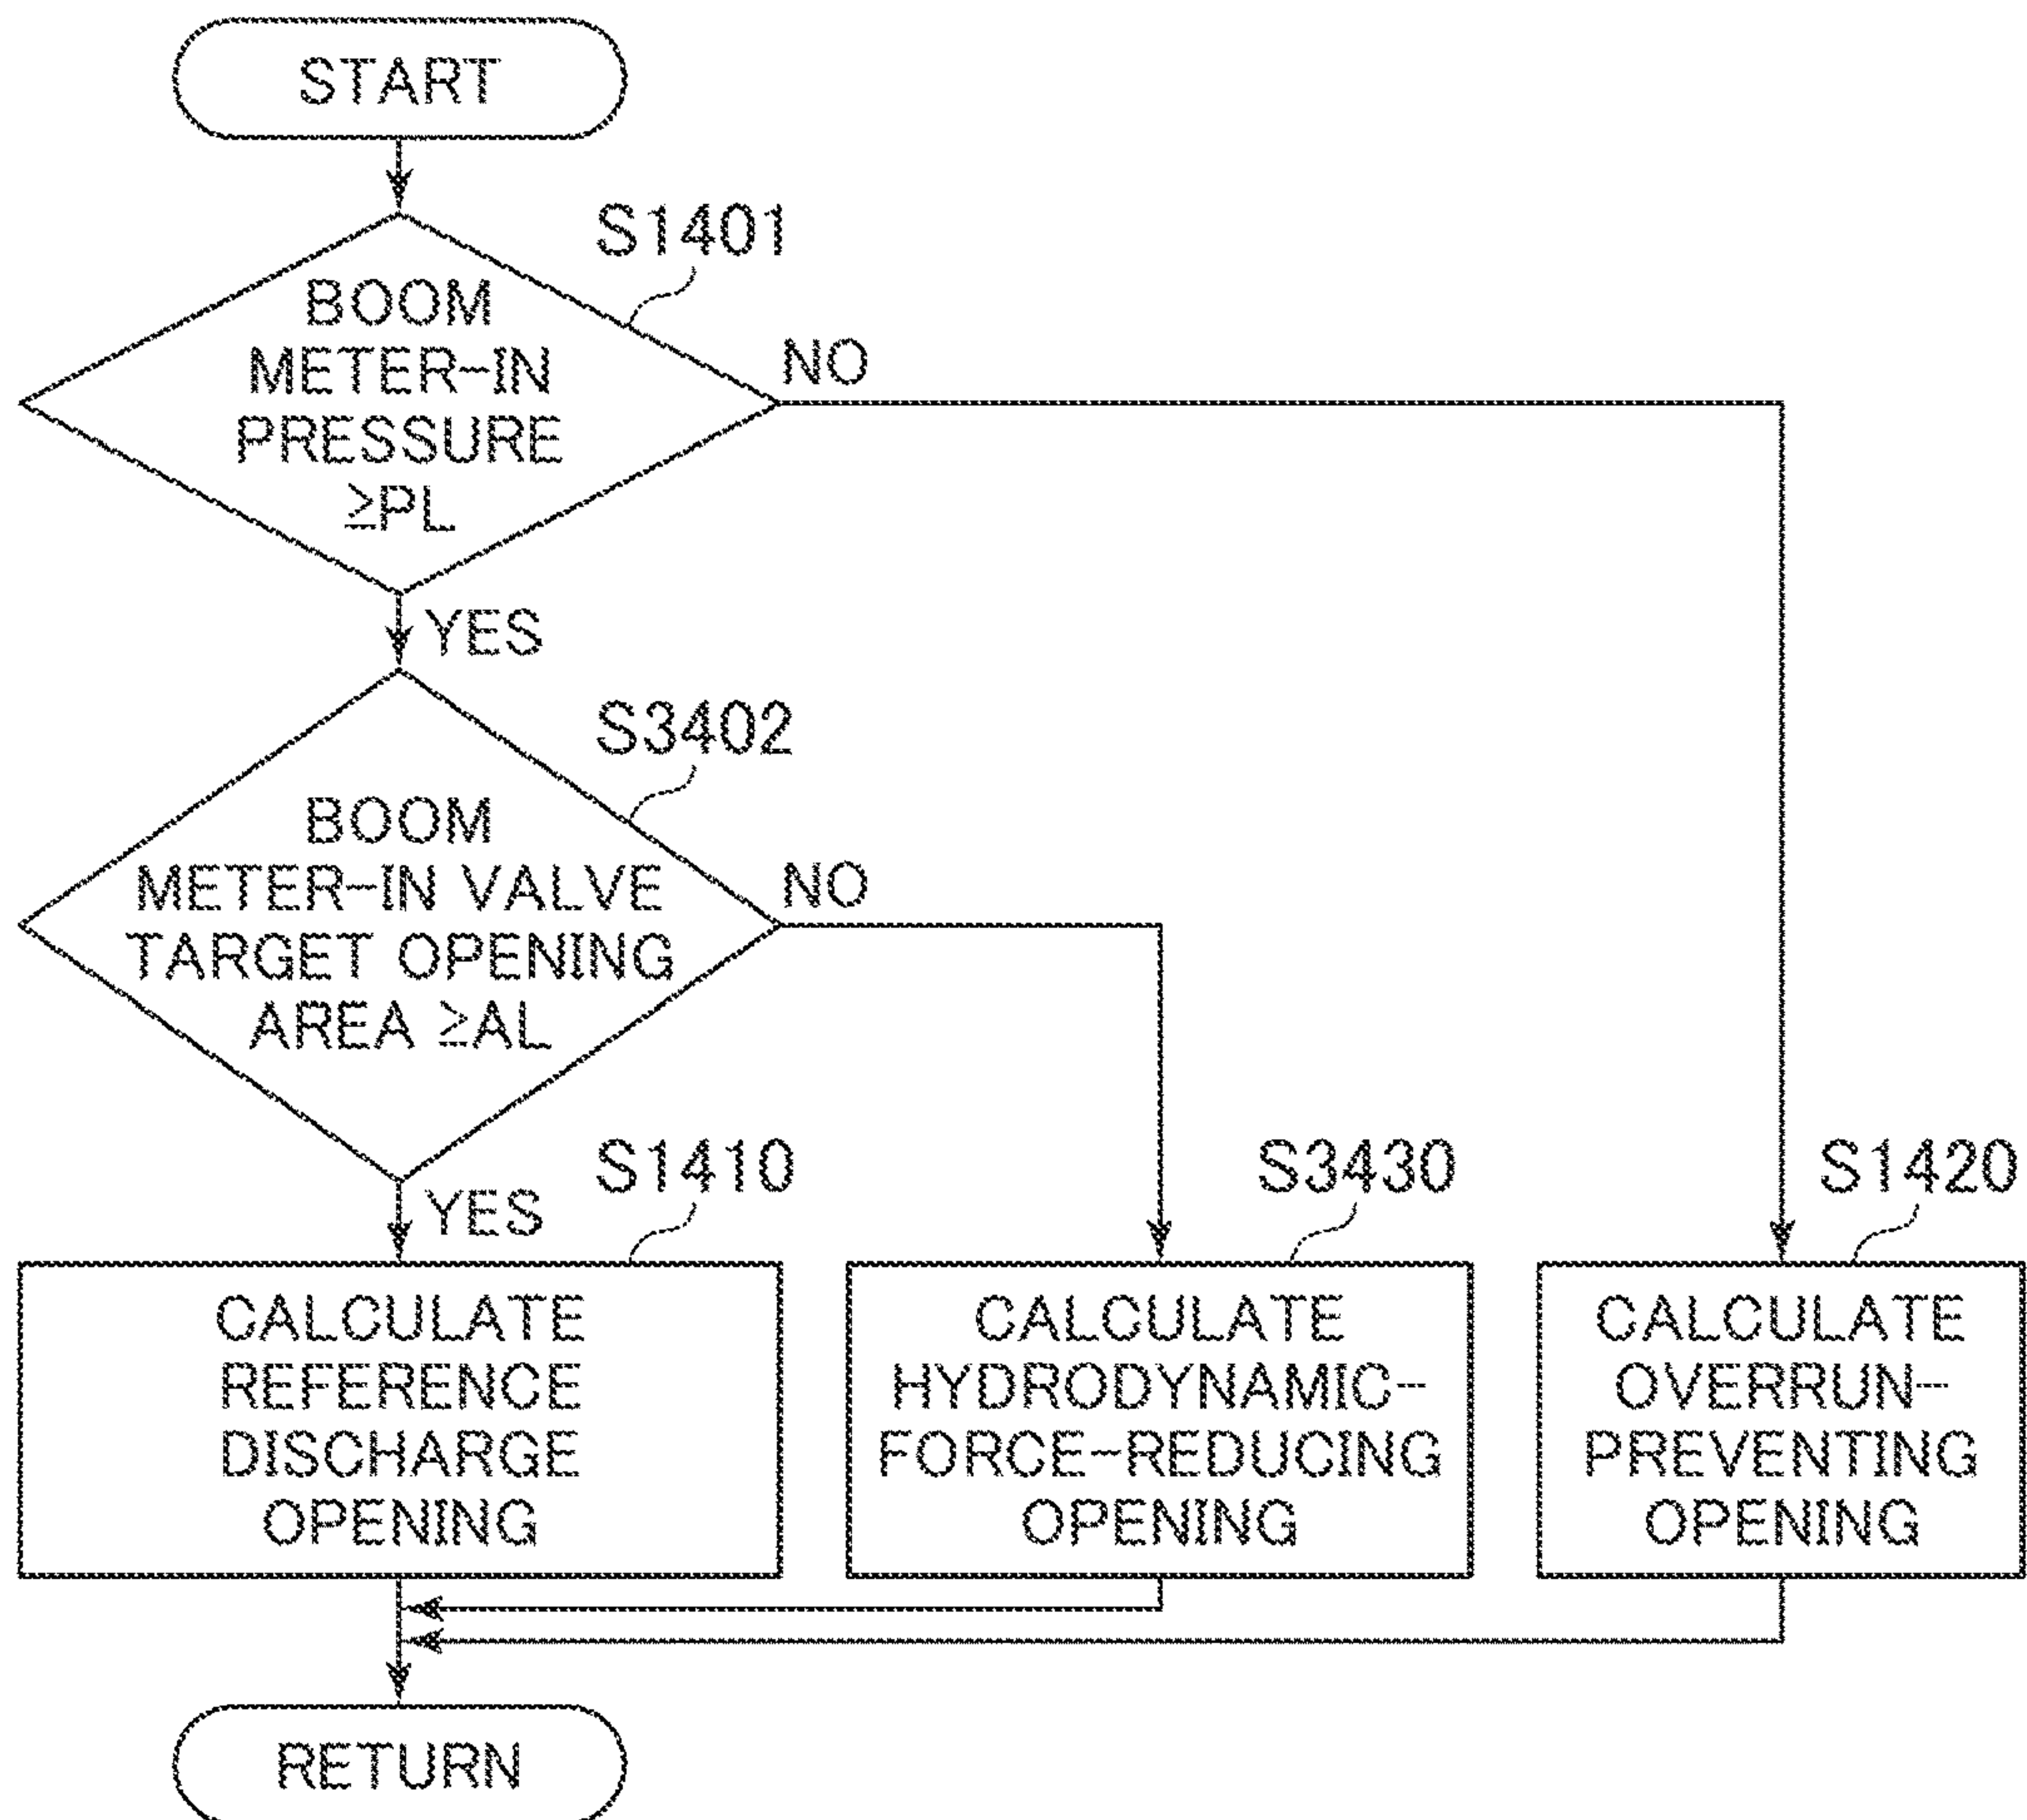 START
S1401
BOOM
METER-IN
PRESSURE
≧PL
NO
YES
S3402
BOOM
METER-IN VALVE
TARGET OPENING
AREA ≧AL
NO
YES
S1410
S3430
S1420
CALCULATE
REFERENCE
DISCHARGE
OPENING
CALCULATE
HYDRODYNAMIC-
FORCE-REDUCING
OPENING
CALCULATE
OVERRUN-
PREVENTING
OPENING
RETURN